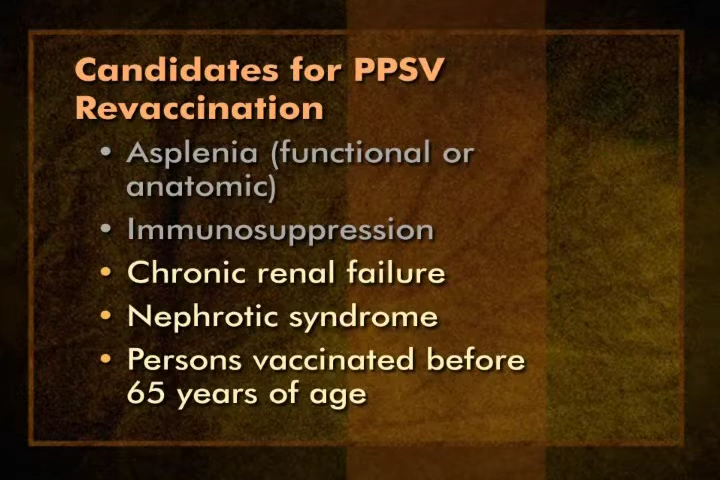 Candidates for PPSV
Revaccination
• Asplenia (functional or
anatomic)
• Immunosuppression
• Chronic renal failure
• Nephrotic syndrome
• Persons vaccinated before
65 years of age